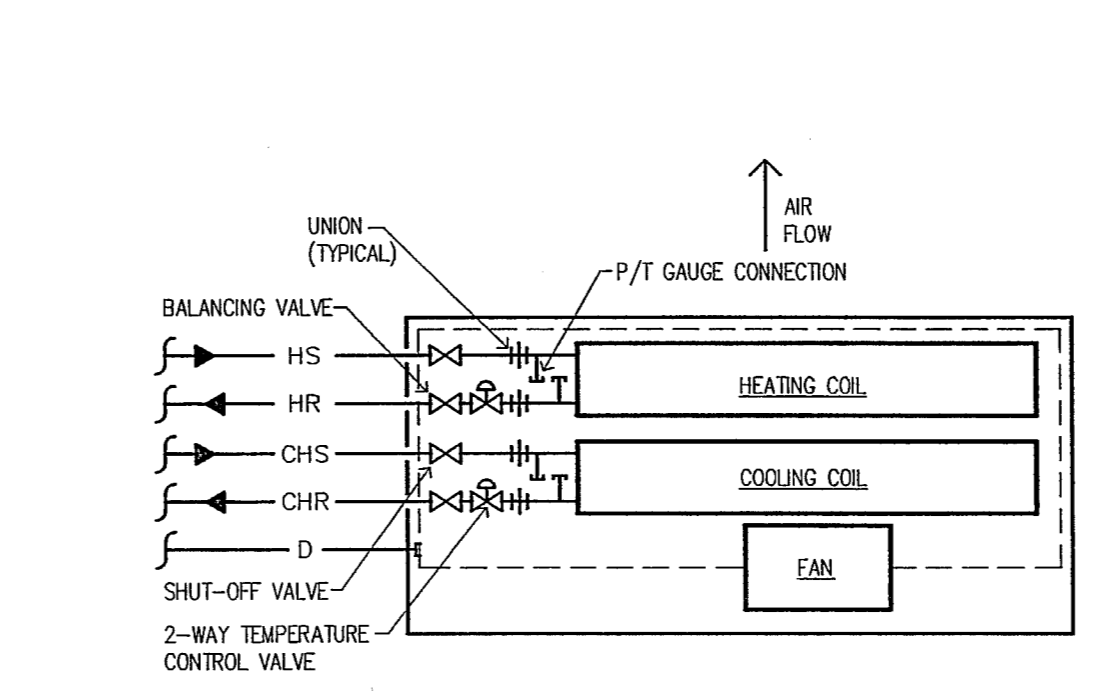 AIR
FLOW
UNION
(TYPICAL)
P/T GAUGE CONNECTION
BALANCING VALVE
HS
HEATING COIL
HR
CHS
COOLING COIL
CHR
D
FAN
SHUT-OFF VALVE
2-WAY TEMPERATURE
CONTROL VALVE